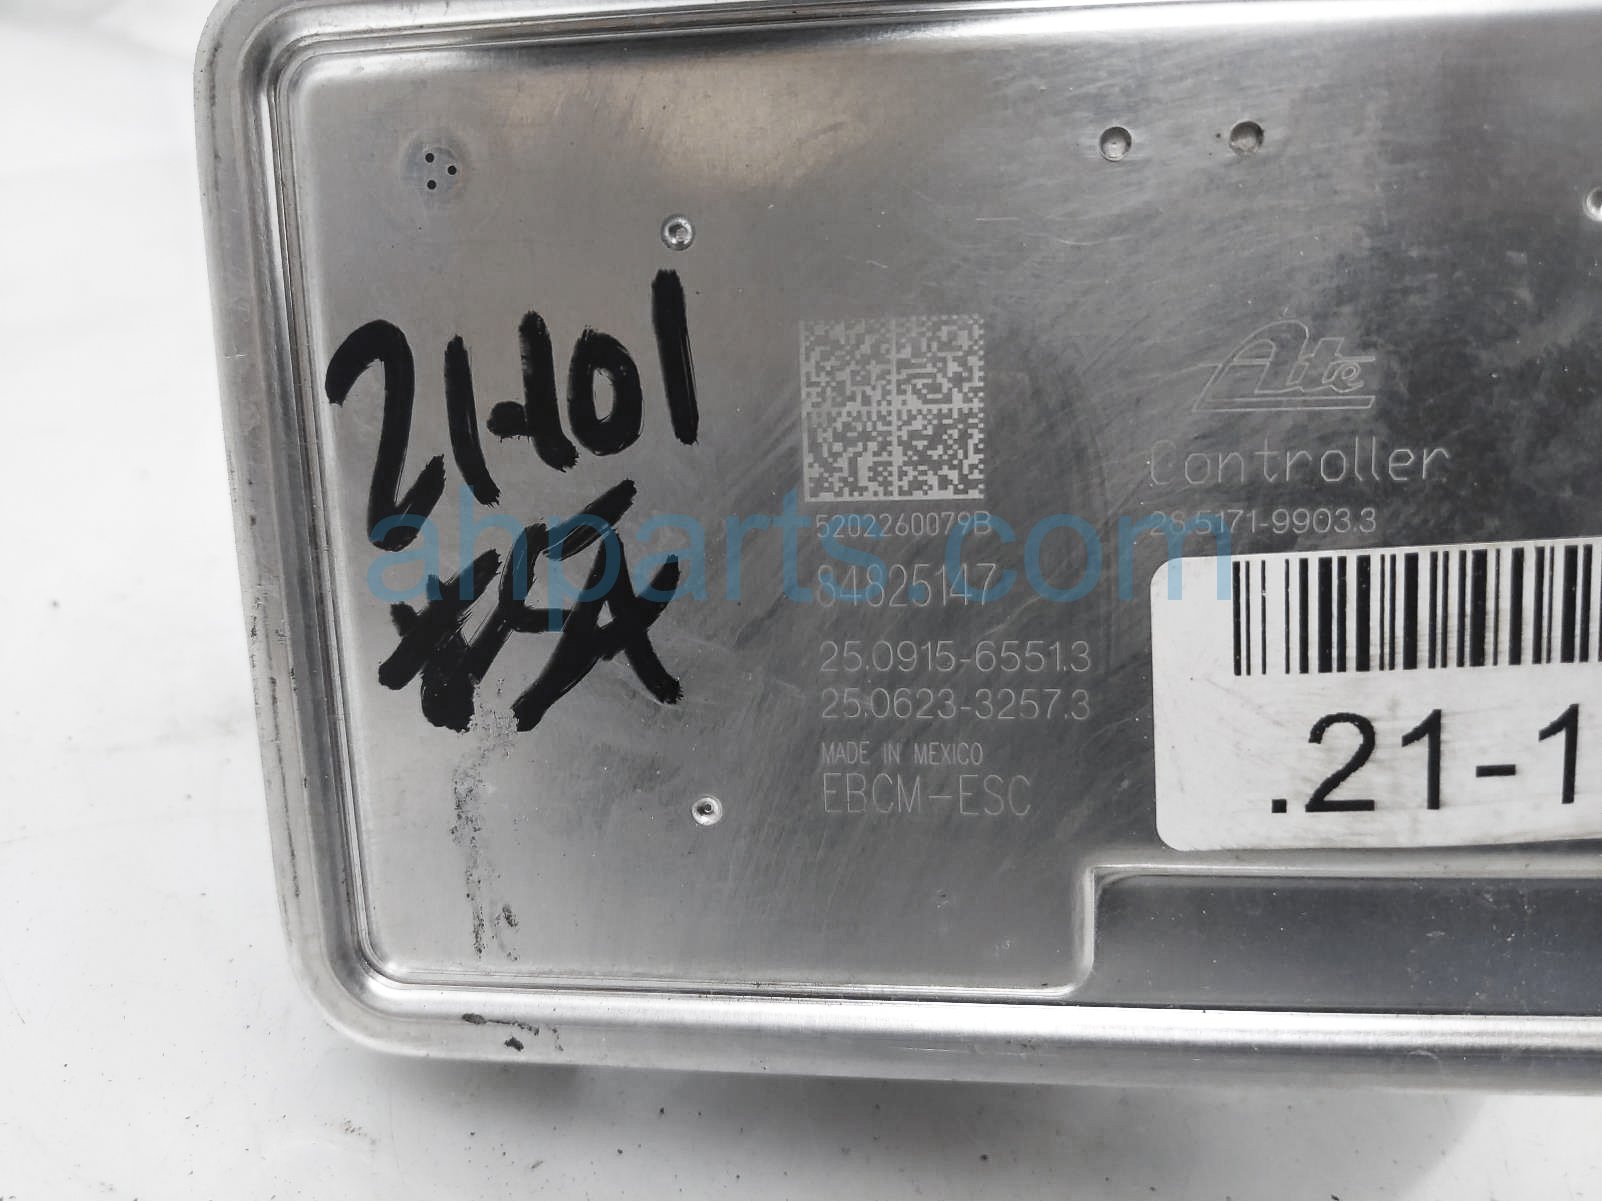 21401
Ate
Controller
28.5171-9903.3
5202260079B
84825147
25.0915-6551.3
25.0623-3257.3
MADE IN MEXICO
EBCM-ESC
.21-1
ahparts.com